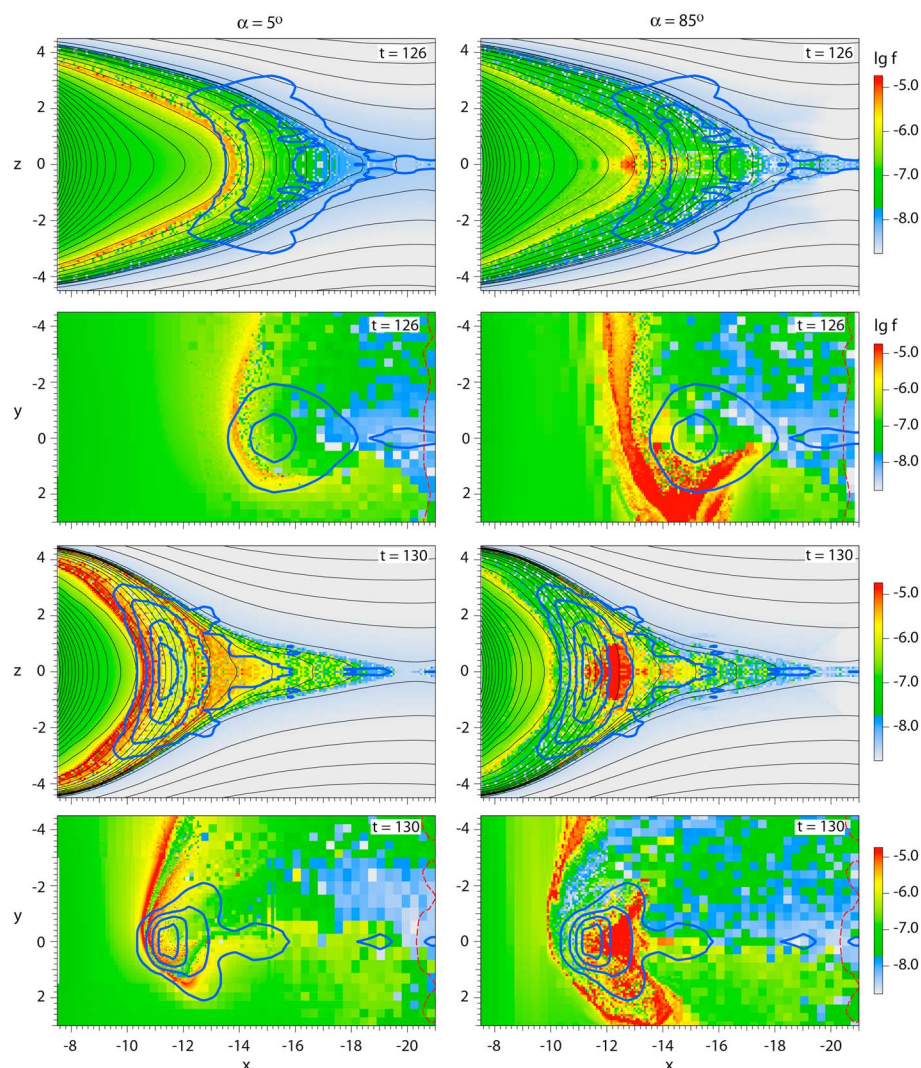 α = 5º α = 85º
t = 126 t = 126 lg f
4 -5.0
2 -6.0
z 0 -7.0
-2 -8.0
-4
t = 126 t = 126 lg f
-4 -5.0
-2 -6.0
y 0 -7.0
2 -8.0
t = 130 t = 130
4 -5.0
2 -6.0
z 0 -7.0
-2 -8.0
-4
t = 130 t = 130
-4 -5.0
-2 -6.0
y 0 -7.0
2 -8.0
-8 -10 -12 -14 -16 -18 -20 -8 -10 -12 -14 -16 -18 -20
x x